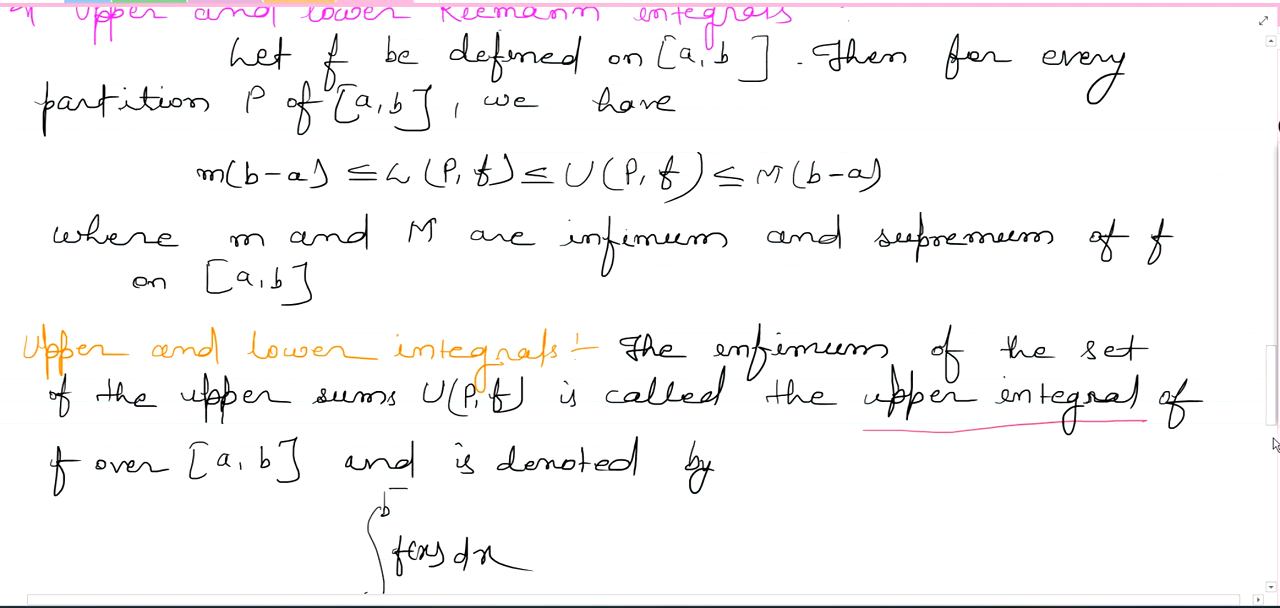 Upper and lower Riemann integrals
Let f be defined on [a, b]. Then for every
partition P of [a, b], we have
m(b-a) ≤ L(P, f) ≤ U(P, f) ≤ M(b-a)
where m and M are infimum and supremum of f
on [a, b]
Upper and lower integrals :- The infimum of the set
of the upper sums U(P, f) is called the upper integral of
f over [a, b] and is denoted by
∫ b̄ f(x) dx